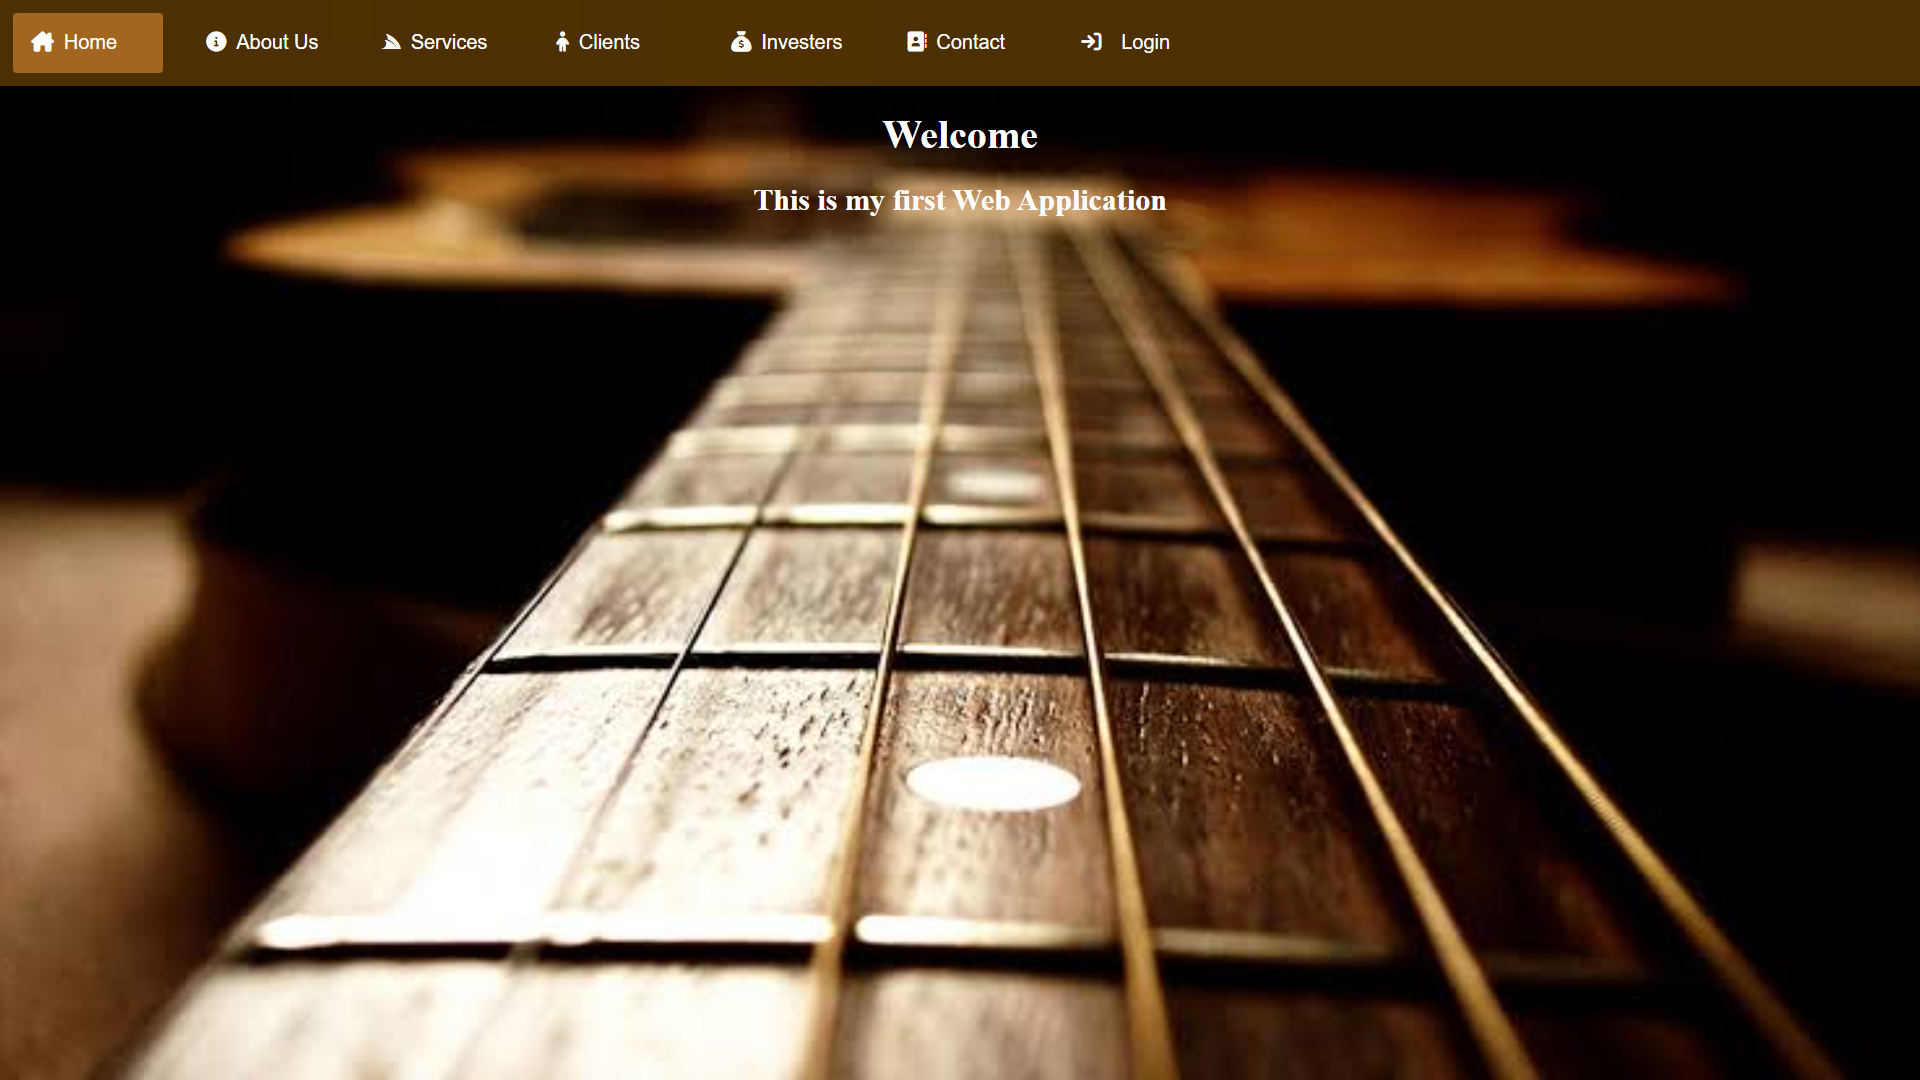 Home About Us Services Clients Investers Contact Login
Welcome
This is my first Web Application